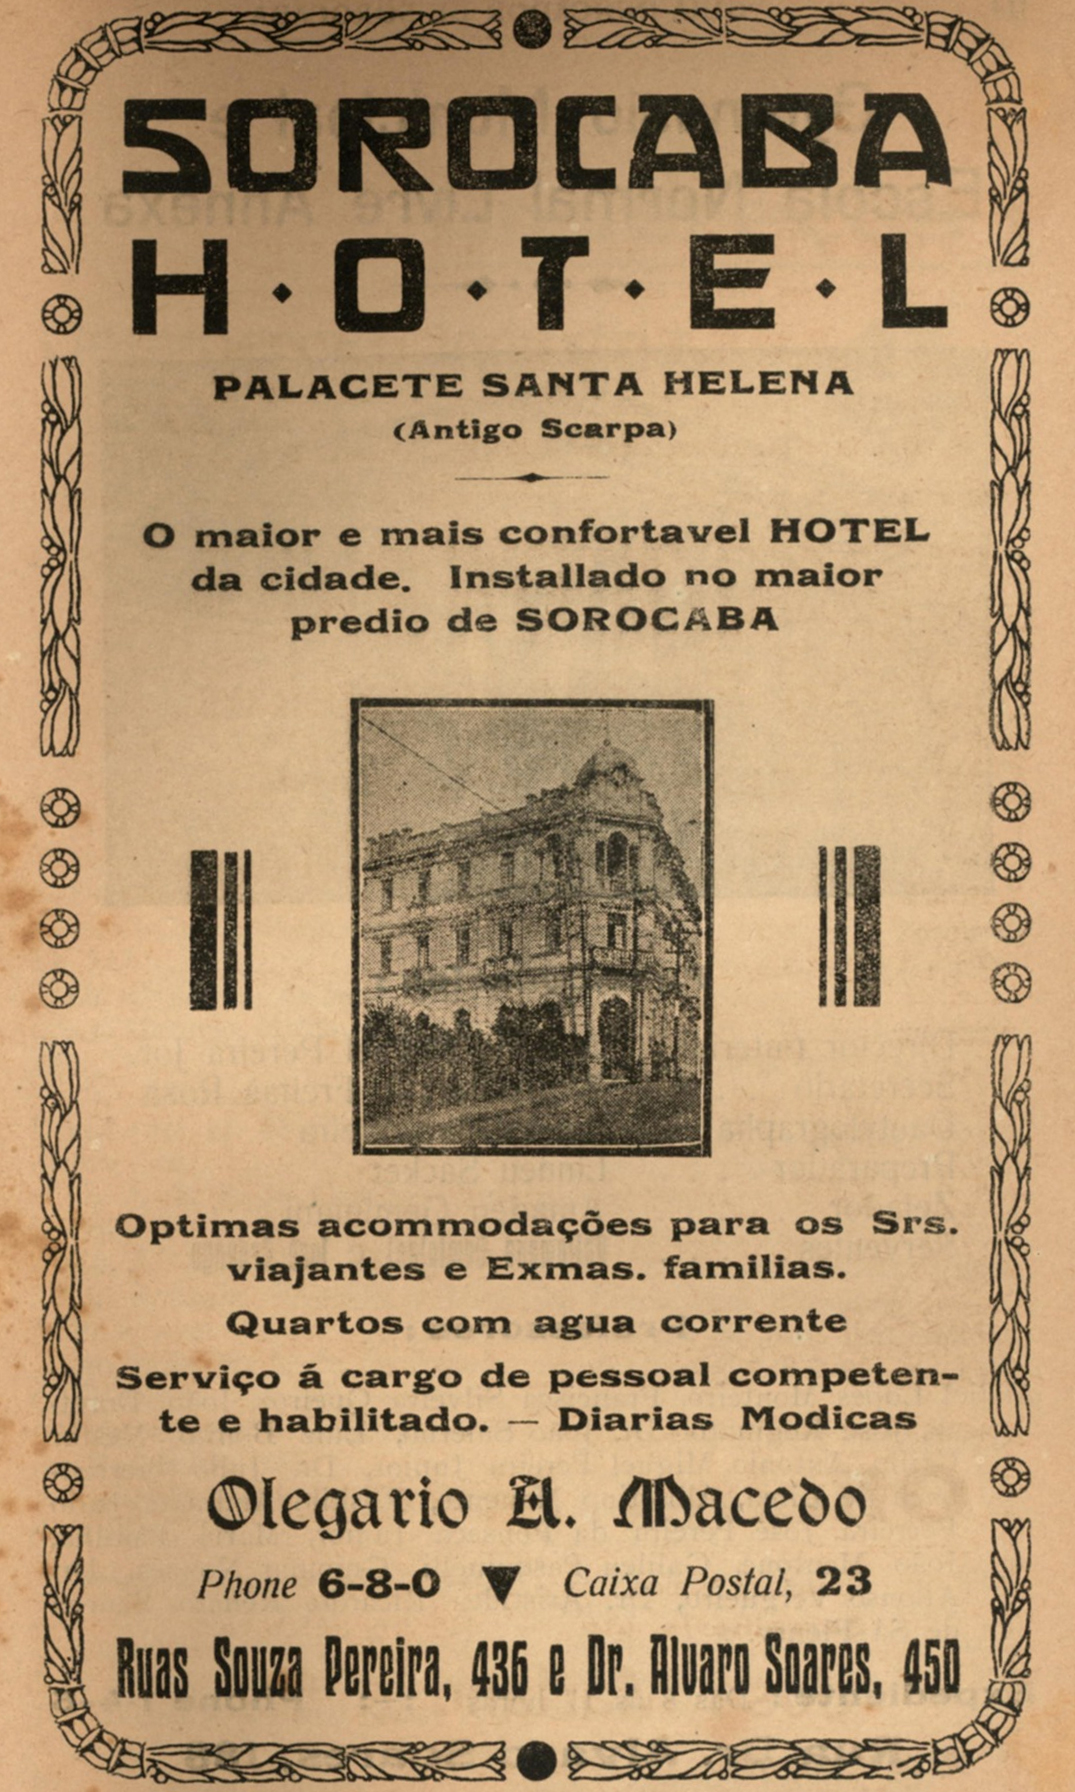 SOROCABA
H·O·T·E·L
PALACETE SANTA HELENA
(Antigo Scarpa)
O maior e mais confortavel HOTEL
da cidade. Installado no maior
predio de SOROCABA
Optimas acommodações para os Srs.
viajantes e Exmas. familias.
Quartos com agua corrente
Serviço á cargo de pessoal competen-
te e habilitado. — Diarias Modicas
Olegario A. Macedo
Phone 6-8-0 ▼ Caixa Postal, 23
Ruas Souza Pereira, 436 e Dr. Alvaro Soares, 450